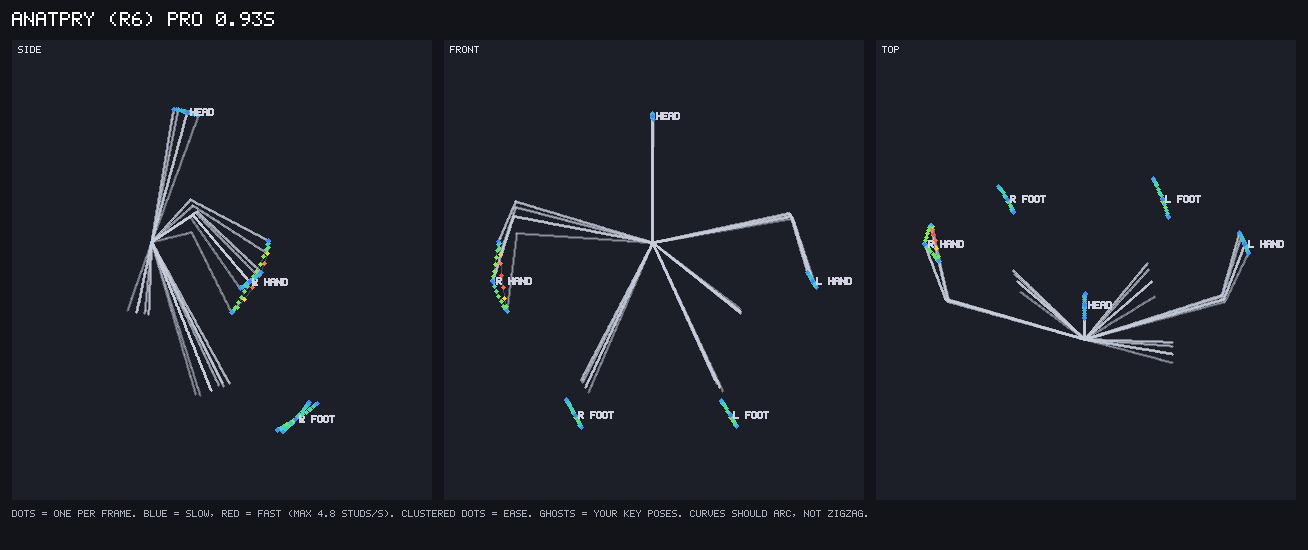 ANATPRY (R6) PRO 0.93S
SIDE
FRONT
TOP
HEAD
R HAND
R FOOT
HEAD
R HAND
L HAND
R FOOT
L FOOT
R FOOT
L FOOT
R HAND
L HAND
HEAD
DOTS = ONE PER FRAME. BLUE = SLOW, RED = FAST (MAX 4.8 STUDS/S). CLUSTERED DOTS = EASE. GHOSTS = YOUR KEY POSES. CURVES SHOULD ARC, NOT ZIGZAG.